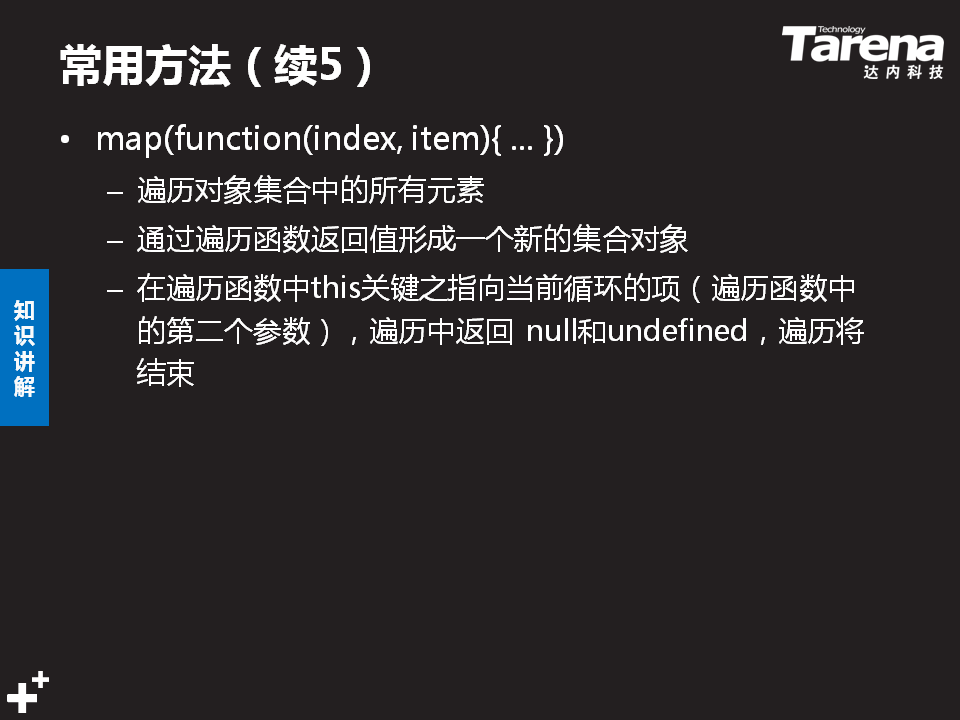 常用方法（续5）
Technology
Tarena
达内科技
• map(function(index, item){ ... })
– 遍历对象集合中的所有元素
– 通过遍历函数返回值形成一个新的集合对象
– 在遍历函数中this关键之指向当前循环的项（遍历函数中
的第二个参数），遍历中返回 null和undefined，遍历将
结束
知
识
讲
解